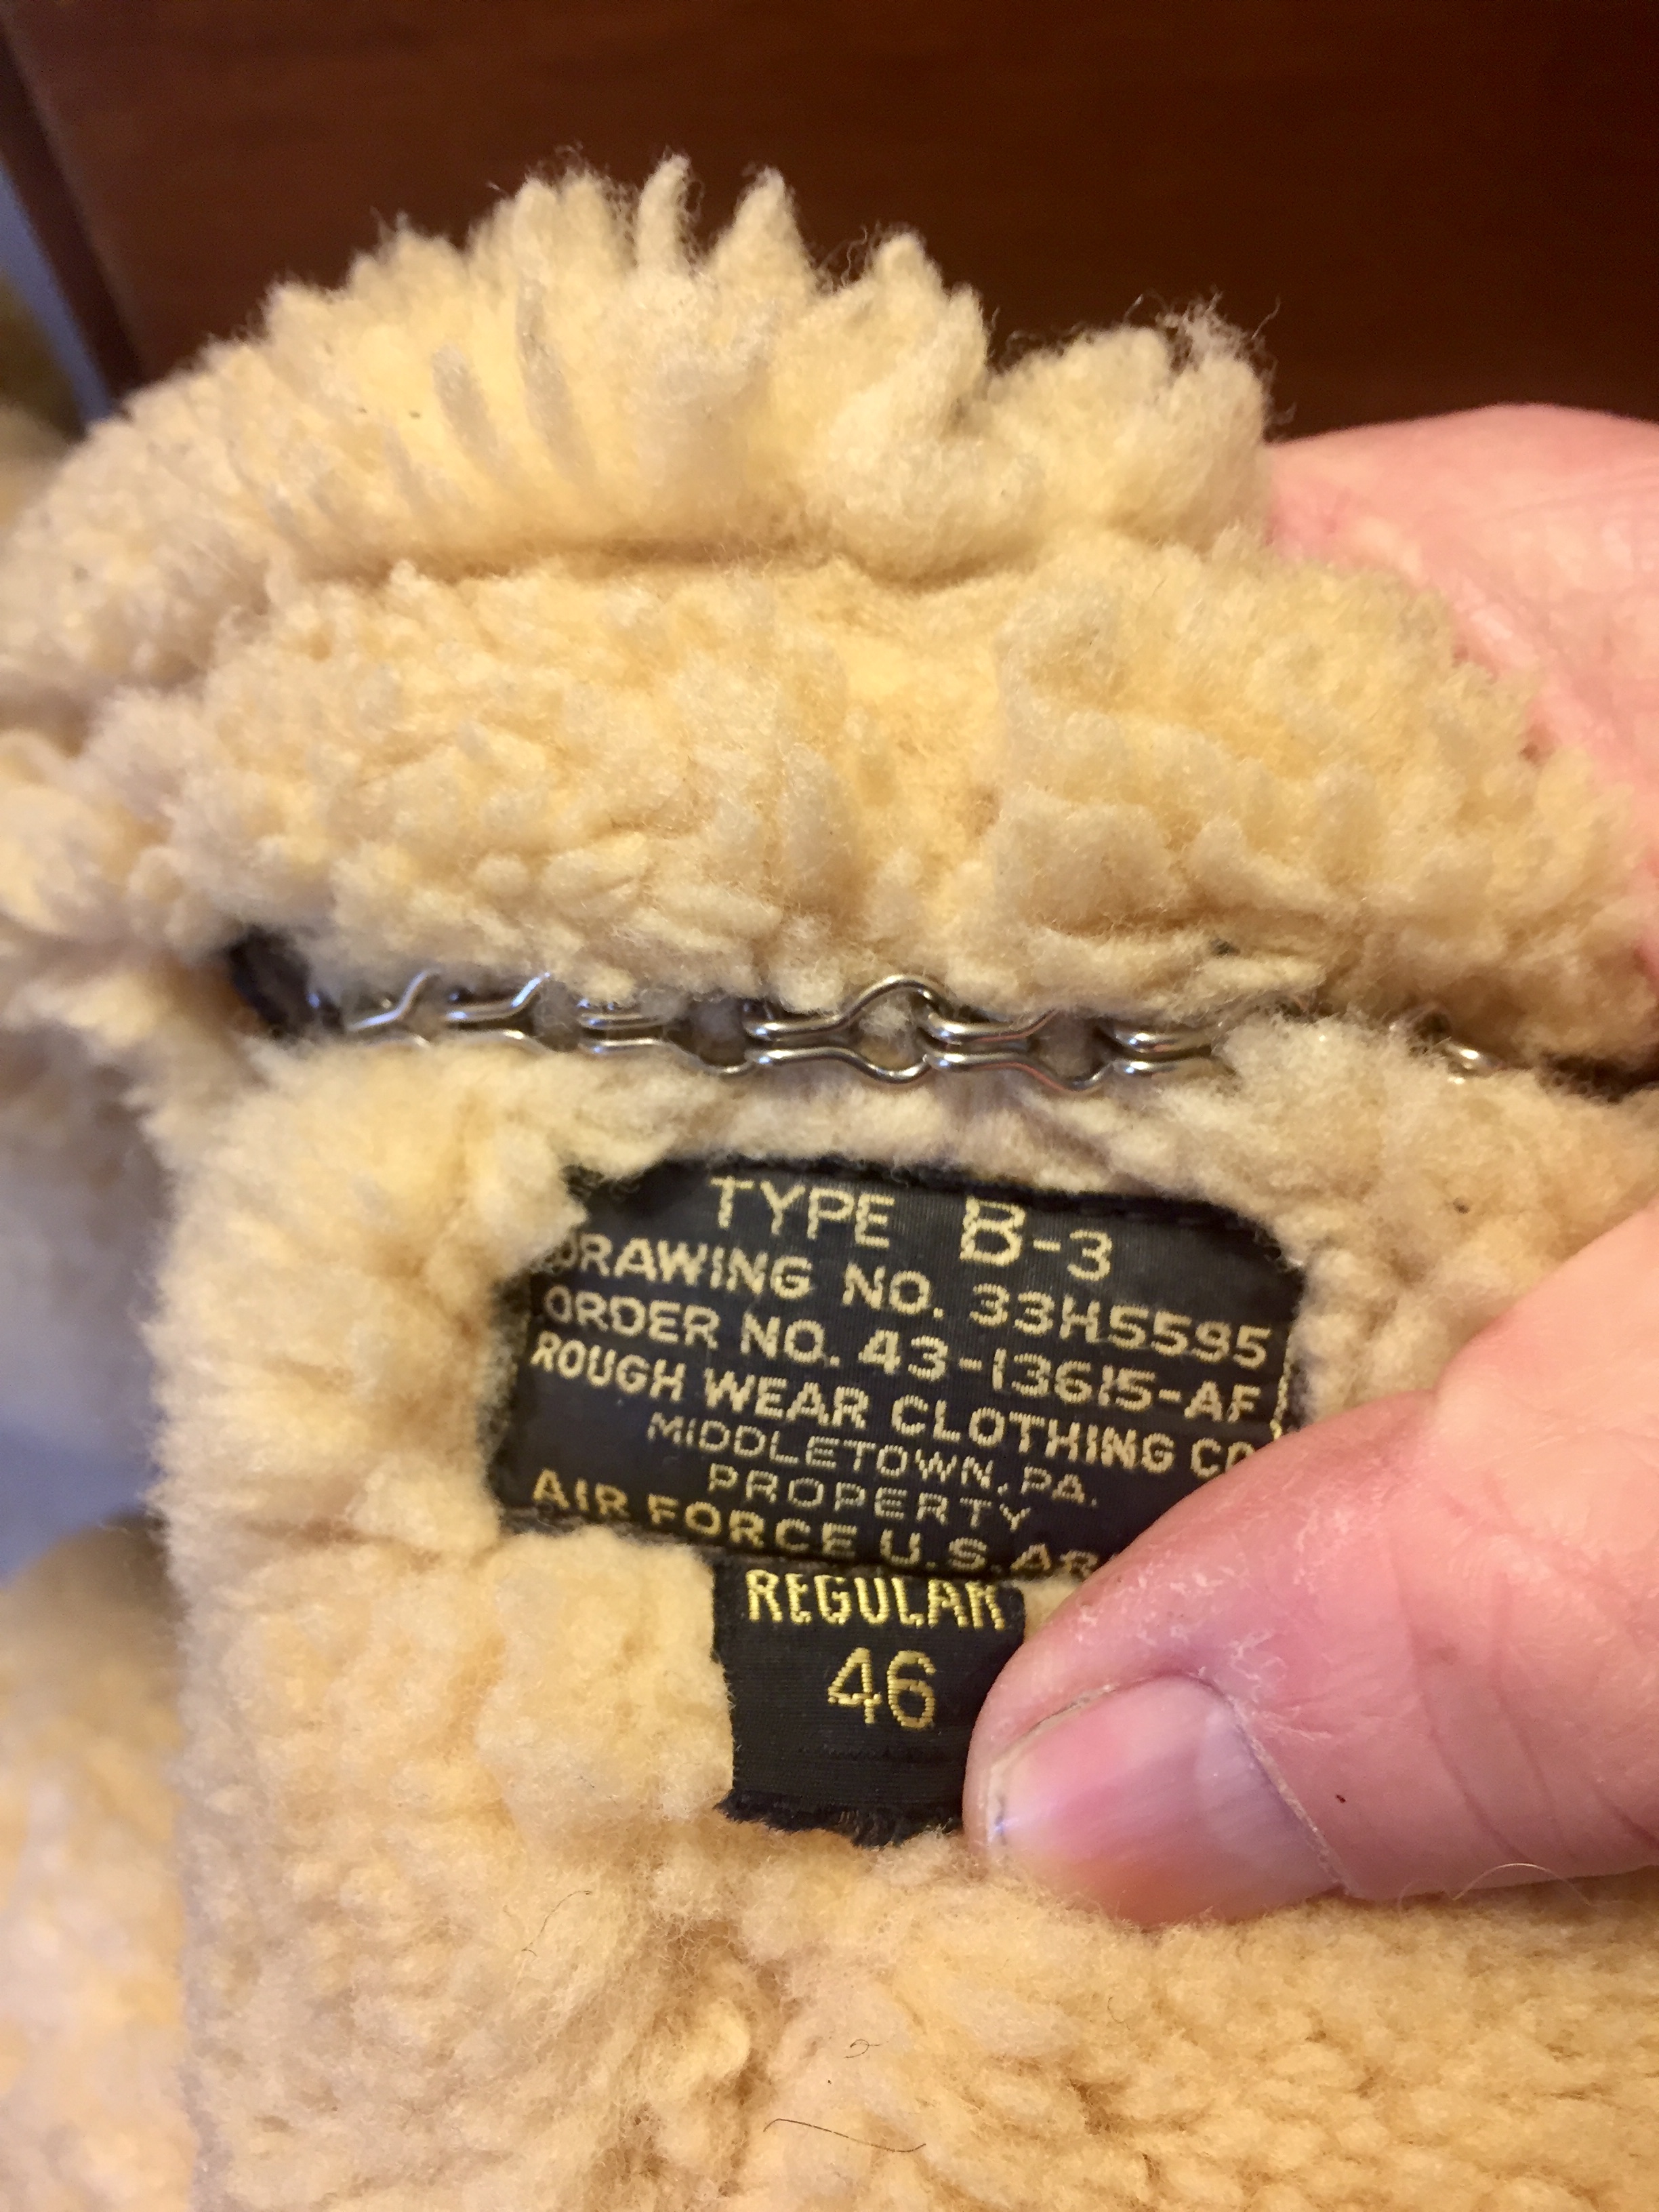 TYPE B-3
DRAWING NO. 33H5595
ORDER NO. 43-13615-AF
ROUGH WEAR CLOTHING CO
MIDDLETOWN, PA.
PROPERTY
AIR FORCE U.S.
REGULAR
46